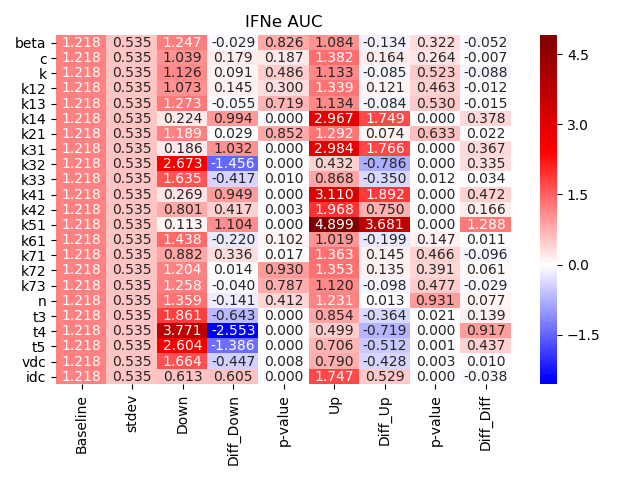 IFNe AUC
beta 1.218 0.535 1.247 -0.029 0.826 1.084 -0.134 0.322 -0.052
c 1.218 0.535 1.039 0.179 0.187 1.382 0.164 0.264 -0.007
k 1.218 0.535 1.126 0.091 0.486 1.133 -0.085 0.523 -0.088
k12 1.218 0.535 1.073 0.145 0.300 1.339 0.121 0.463 -0.012
k13 1.218 0.535 1.273 -0.055 0.719 1.134 -0.084 0.530 -0.015
k14 1.218 0.535 0.224 0.994 0.000 2.967 1.749 0.000 0.378
k21 1.218 0.535 1.189 0.029 0.852 1.292 0.074 0.633 0.022
k31 1.218 0.535 0.186 1.032 0.000 2.984 1.766 0.000 0.367
k32 1.218 0.535 2.673 -1.456 0.000 0.432 -0.786 0.000 0.335
k33 1.218 0.535 1.635 -0.417 0.010 0.868 -0.350 0.012 0.034
k41 1.218 0.535 0.269 0.949 0.000 3.110 1.892 0.000 0.472
k42 1.218 0.535 0.801 0.417 0.003 1.968 0.750 0.000 0.166
k51 1.218 0.535 0.113 1.104 0.000 4.899 3.681 0.000 1.288
k61 1.218 0.535 1.438 -0.220 0.102 1.019 -0.199 0.147 0.011
k71 1.218 0.535 0.882 0.336 0.017 1.363 0.145 0.466 -0.096
k72 1.218 0.535 1.204 0.014 0.930 1.353 0.135 0.391 0.061
k73 1.218 0.535 1.258 -0.040 0.787 1.120 -0.098 0.477 -0.029
n 1.218 0.535 1.359 -0.141 0.412 1.231 0.013 0.931 0.077
t3 1.218 0.535 1.861 -0.643 0.000 0.854 -0.364 0.021 0.139
t4 1.218 0.535 3.771 -2.553 0.000 0.499 -0.719 0.000 0.917
t5 1.218 0.535 2.604 -1.386 0.000 0.706 -0.512 0.001 0.437
vdc 1.218 0.535 1.664 -0.447 0.008 0.790 -0.428 0.003 0.010
idc 1.218 0.535 0.613 0.605 0.000 1.747 0.529 0.000 -0.038
Baseline stdev Down Diff_Down p-value Up Diff_Up p-value Diff_Diff
4.5
3.0
1.5
0.0
−1.5